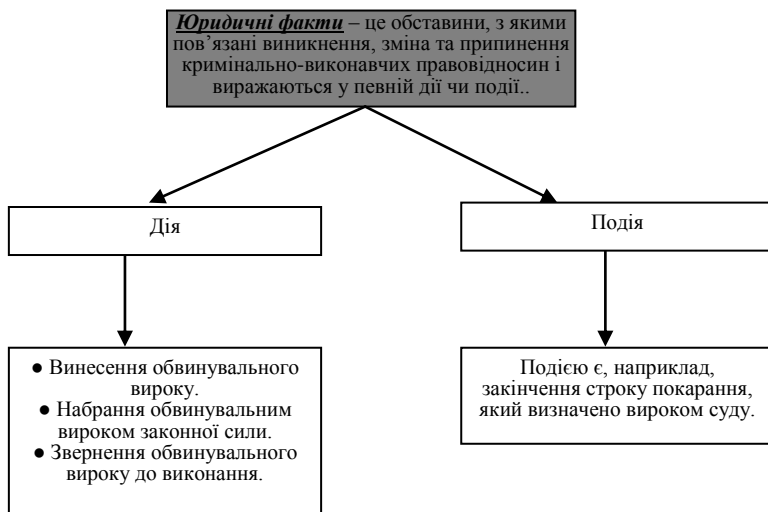 Юридичні факти – це обставини, з якими
пов’язані виникнення, зміна та припинення
кримінально-виконавчих правовідносин і
виражаються у певній дії чи події..
Дія
Подія
● Винесення обвинувального
вироку.
● Набрання обвинувальним
вироком законної сили.
● Звернення обвинувального
вироку до виконання.
Подією є, наприклад,
закінчення строку покарання,
який визначено вироком суду.